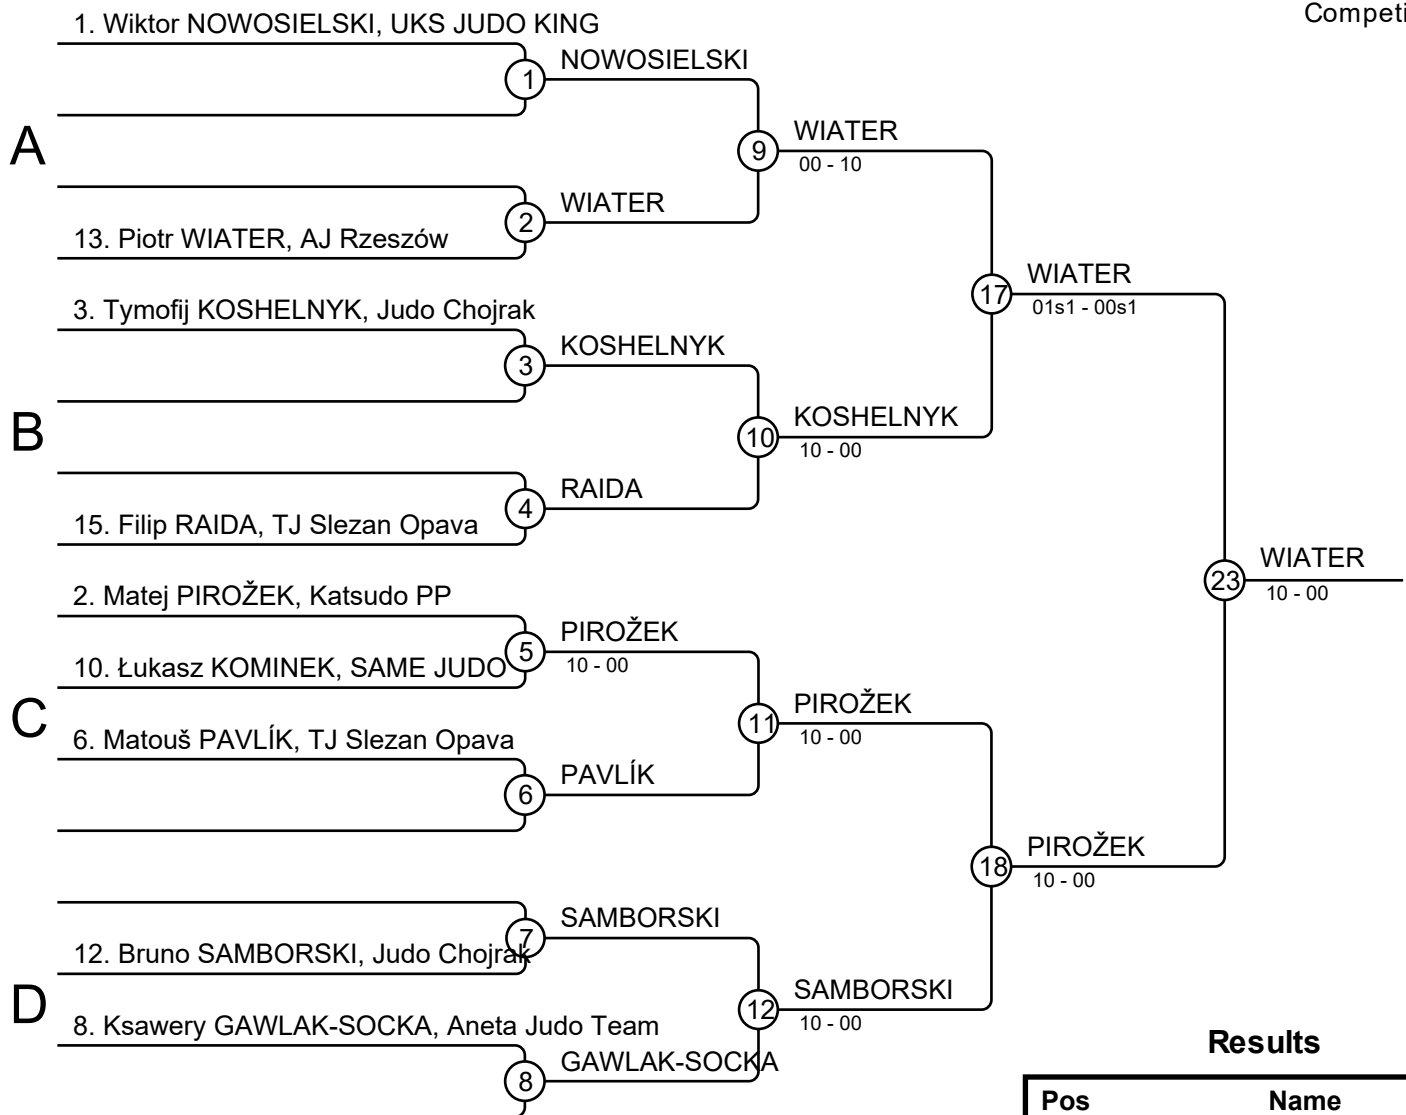 Competi
1. Wiktor NOWOSIELSKI, UKS JUDO KING
1
NOWOSIELSKI
A
9
WIATER
00 - 10
2
WIATER
13. Piotr WIATER, AJ Rzeszów
17
WIATER
01s1 - 00s1
3. Tymofij KOSHELNYK, Judo Chojrak
3
KOSHELNYK
B
10
KOSHELNYK
10 - 00
4
RAIDA
15. Filip RAIDA, TJ Slezan Opava
23
WIATER
10 - 00
2. Matej PIROŽEK, Katsudo PP
5
PIROŽEK
10 - 00
10. Łukasz KOMINEK, SAME JUDO
C
11
PIROŽEK
10 - 00
6. Matouš PAVLÍK, TJ Slezan Opava
6
PAVLÍK
18
PIROŽEK
10 - 00
7
SAMBORSKI
12. Bruno SAMBORSKI, Judo Chojrak
D
12
SAMBORSKI
10 - 00
8. Ksawery GAWLAK-SOCKA, Aneta Judo Team
8
GAWLAK-SOCKA
Results
Pos Name